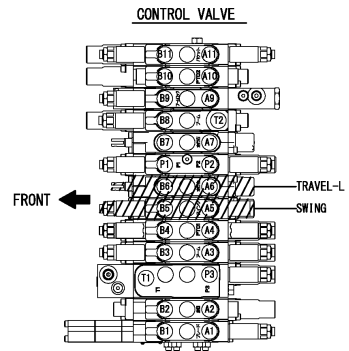 CONTROL VALVE
B11 A11
B10 A10
B9 A9
B8 T2
B7 A7
P1 P2
B6 A6 TRAVEL-L
FRONT
B5 A5 SWING
B4 A4
B3 A3
T1 P3
B2 A2
B1 A1